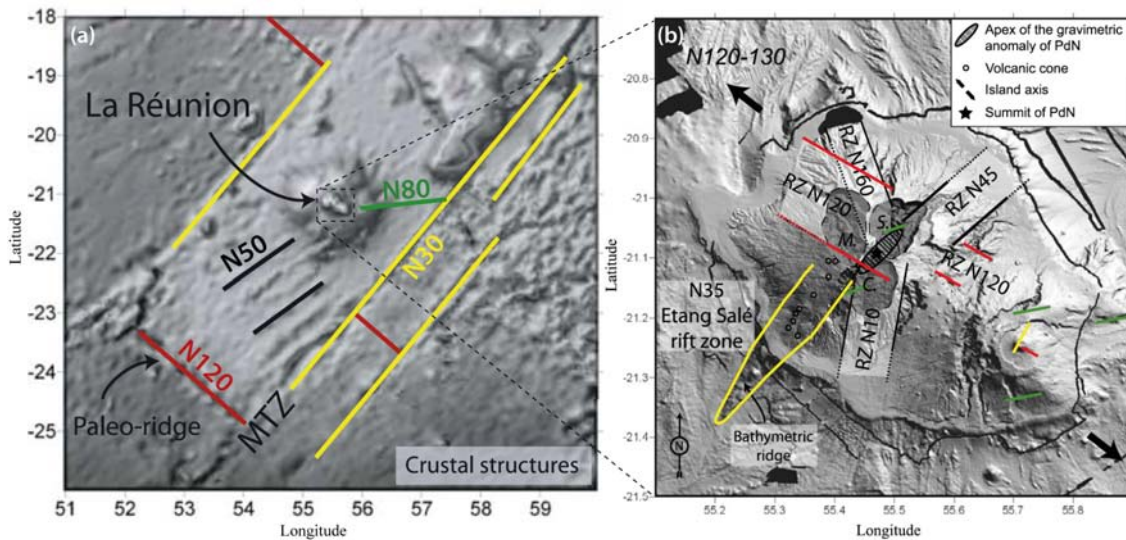 (a)
La Réunion
N80
N50
N30
N120
Paleo-ridge
MTZ
Crustal structures
-18
-19
-20
-21
-22
-23
-24
-25
Latitude
51 52 53 54 55 56 57 58 59
Longitude
(b)
N120-130
Apex of the gravimetric
anomaly of PdN
Volcanic cone
Island axis
Summit of PdN
RZ N160
RZ N120
RZ N45
S.
M.
C.
RZ N120
RZ N10
N35
Etang Salé
rift zone
Bathymetric
ridge
N
-20.8
-20.9
-21.0
-21.1
-21.2
-21.3
-21.4
-21.5
Latitude
55.2 55.3 55.4 55.5 55.6 55.7 55.8
Longitude